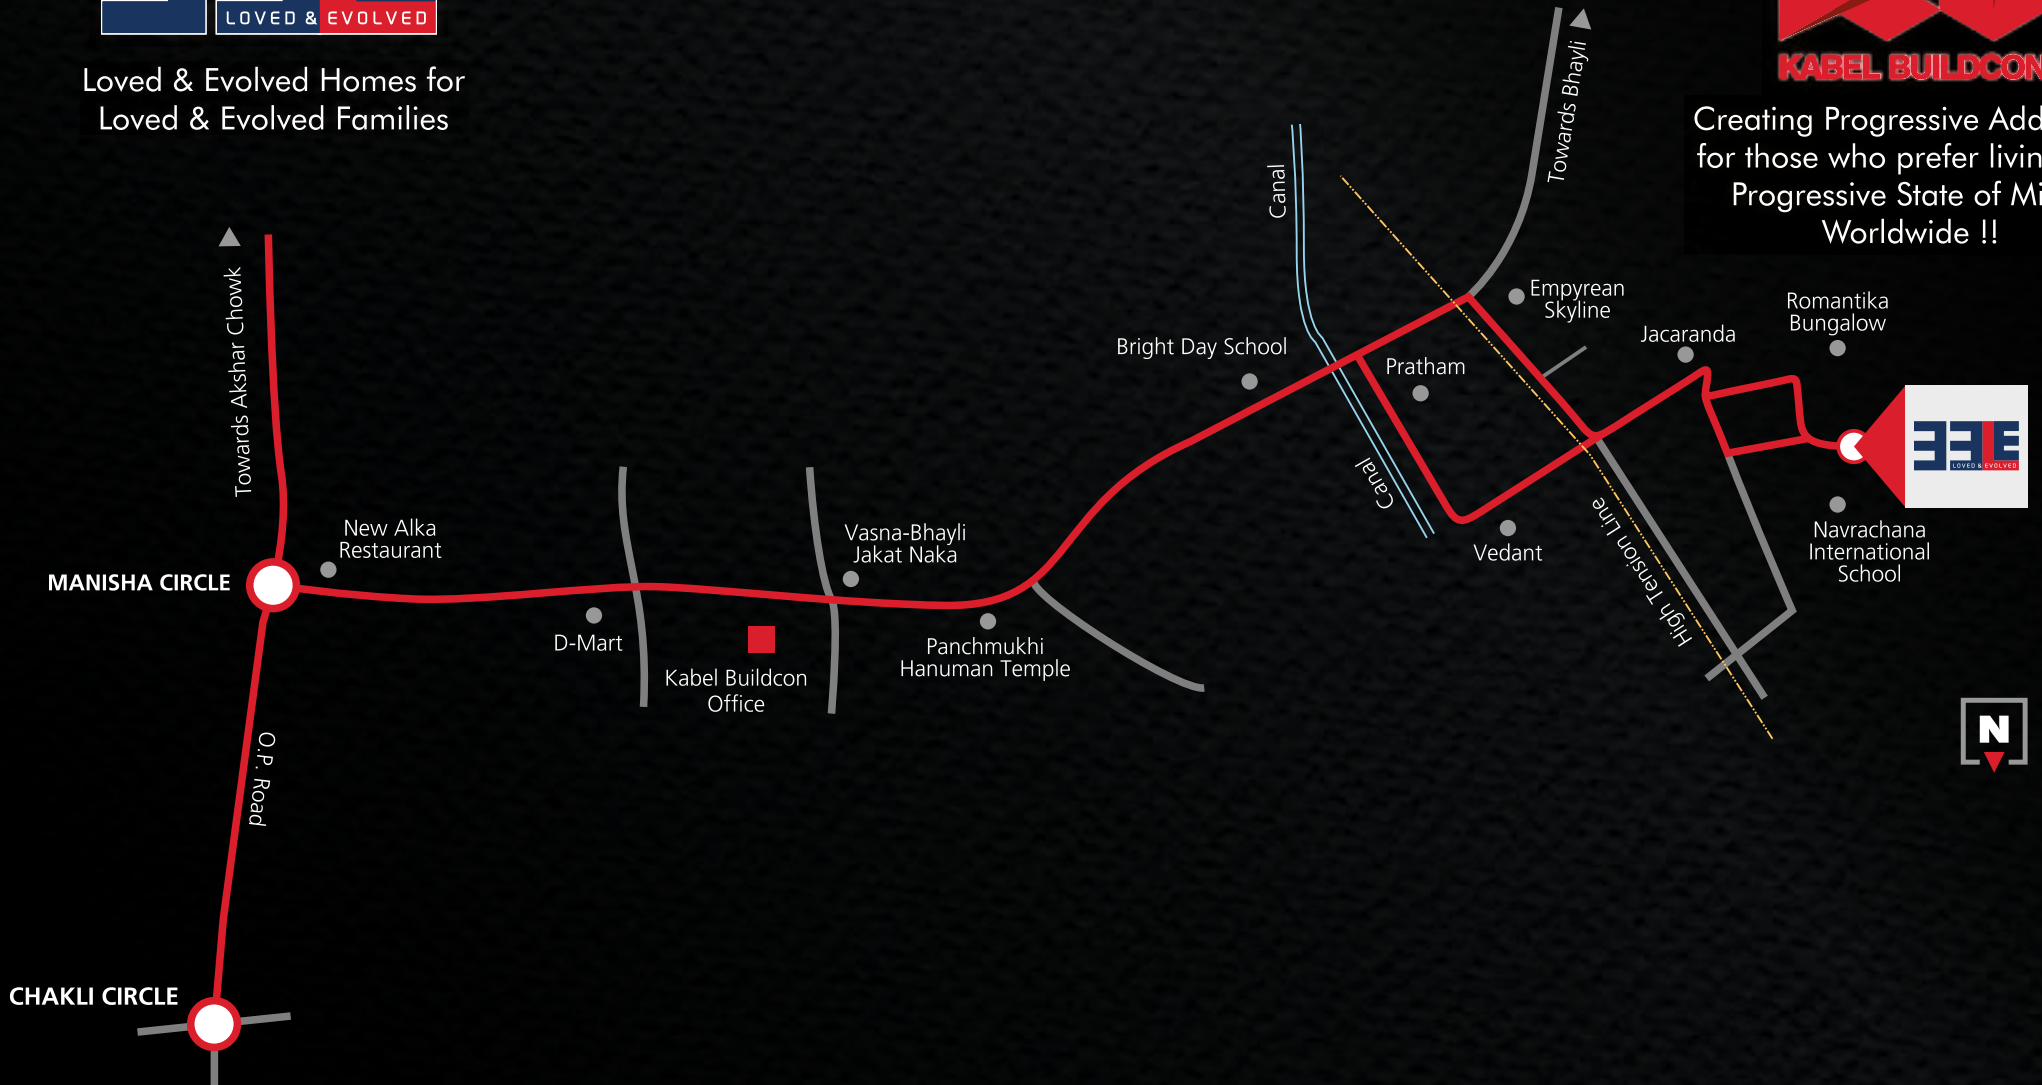 LOVED & EVOLVED
Loved & Evolved Homes for
Loved & Evolved Families
KABEL BUILDCON
Creating Progressive
for those who prefer
Progressive State of
Worldwide !!
Towards Bhayli
Canal
Empyrean
Skyline
Romantika
Bungalow
Jacaranda
Bright Day School
Pratham
Towards Akshar Chowk
33LE
LOVED & EVOLVED
Canal
High Tension Line
Vedant
Navrachana
International
School
New Alka
Restaurant
Vasna-Bhayli
Jakat Naka
MANISHA CIRCLE
D-Mart
Kabel Buildcon
Office
Panchmukhi
Hanuman Temple
N
O.P. Road
CHAKLI CIRCLE